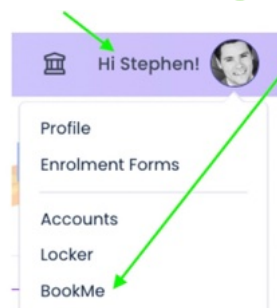 Hi Stephen!
Profile
Enrolment Forms
Accounts
Locker
BookMe